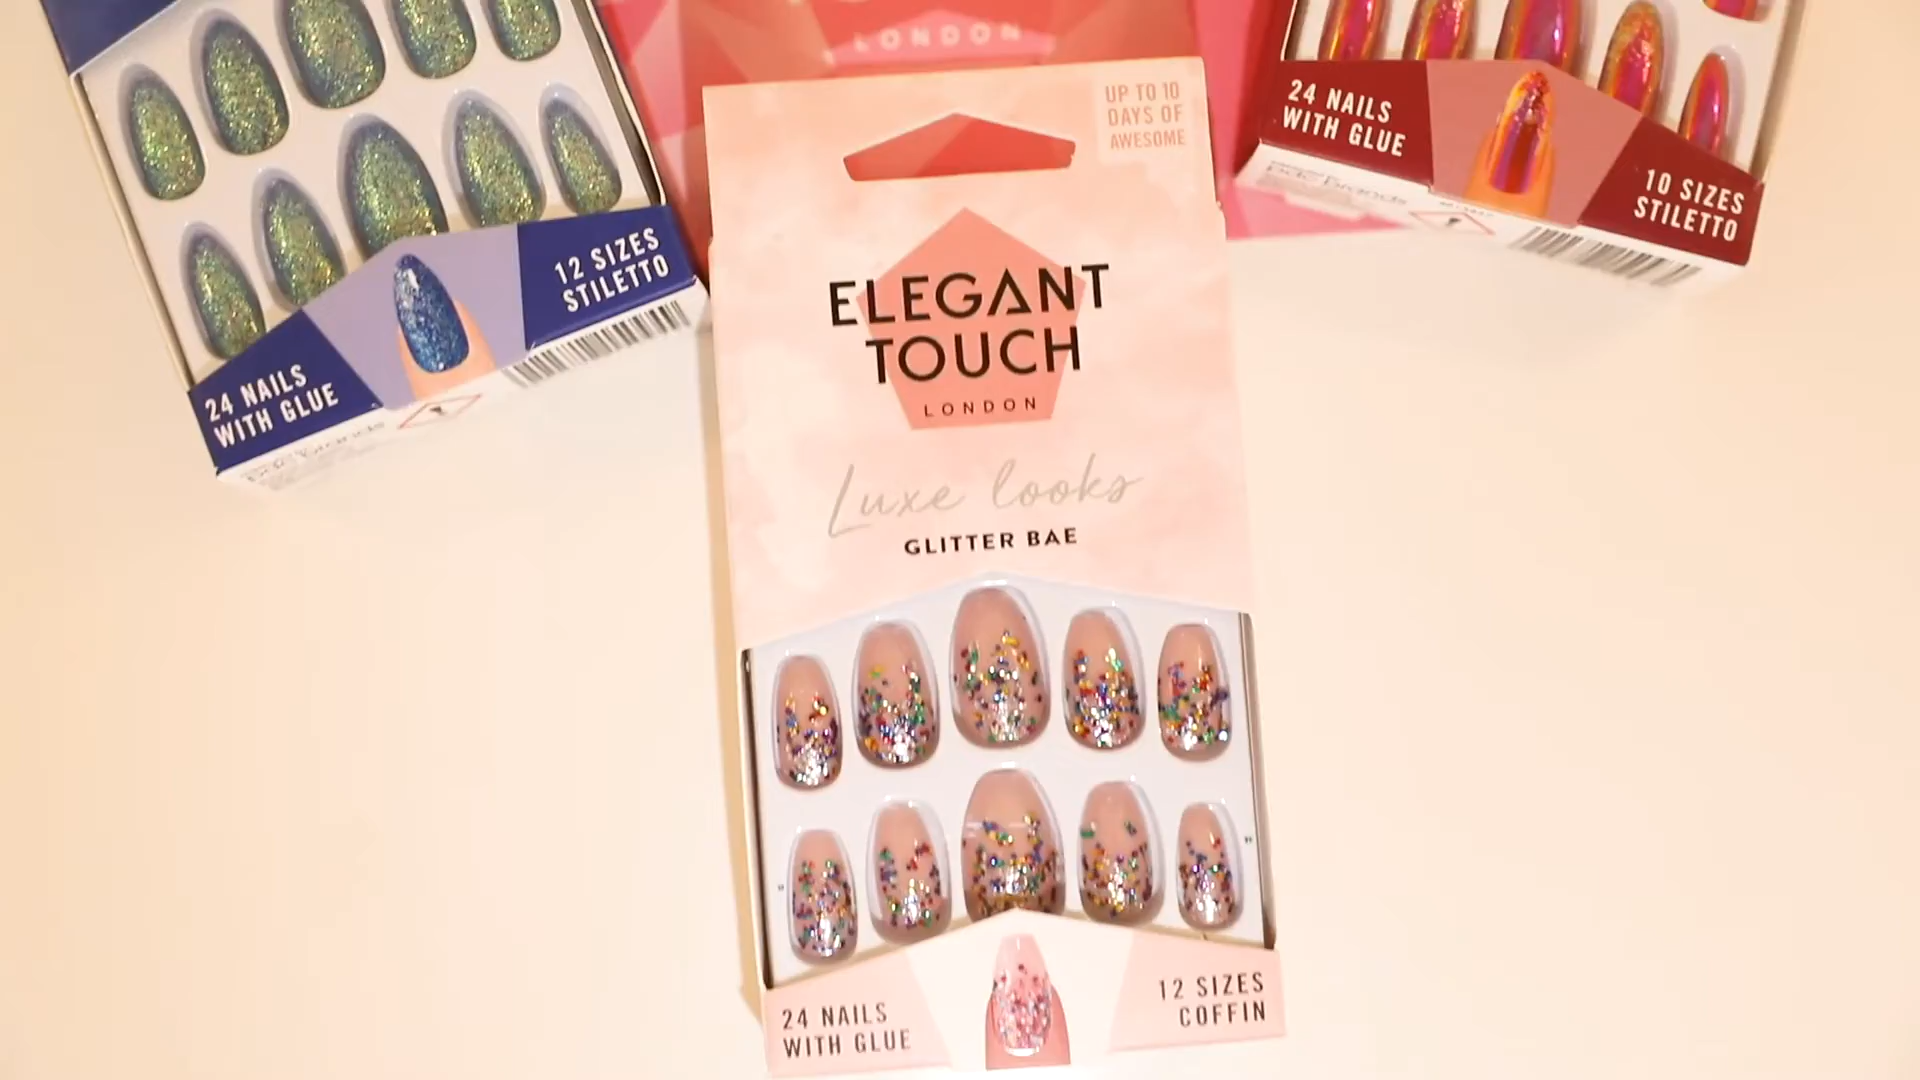 LONDON
UP TO 10
DAYS OF
AWESOME
ELEGANT
TOUCH
LONDON
Luxe looks
GLITTER BAE
24 NAILS
WITH GLUE
12 SIZES
COFFIN
24 NAILS
WITH GLUE
12 SIZES
STILETTO
24 NAILS
WITH GLUE
10 SIZES
STILETTO